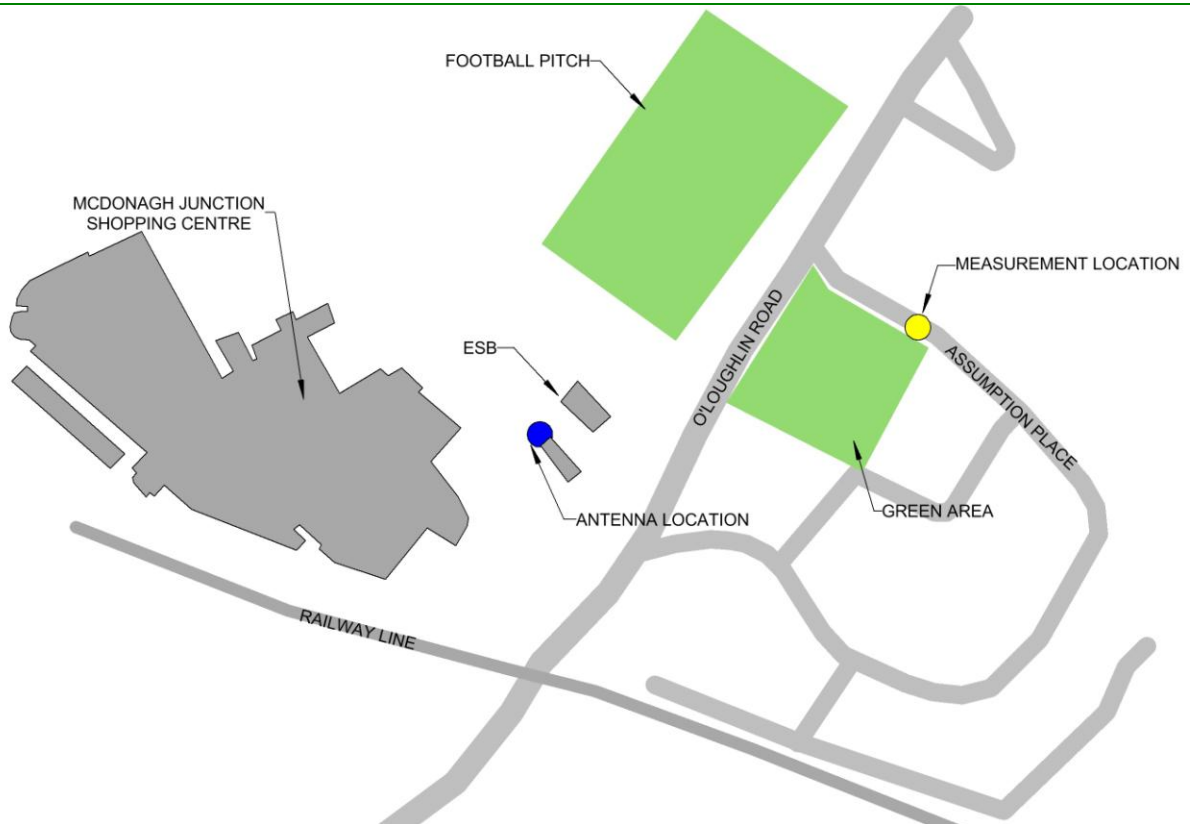 FOOTBALL PITCH
MCDONAGH JUNCTION
SHOPPING CENTRE
MEASUREMENT LOCATION
O'LOUGHLIN ROAD
ESB
ASSUMPTION PLACE
ANTENNA LOCATION
GREEN AREA
RAILWAY LINE